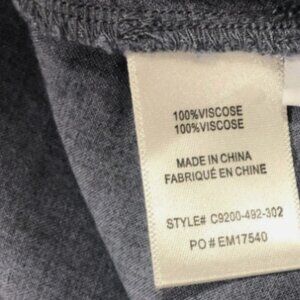 100%VISCOSE
100%VISCOSE
MADE IN CHINA
FABRIQUÉ EN CHINE
STYLE# C9200-492-302
PO # EM17540